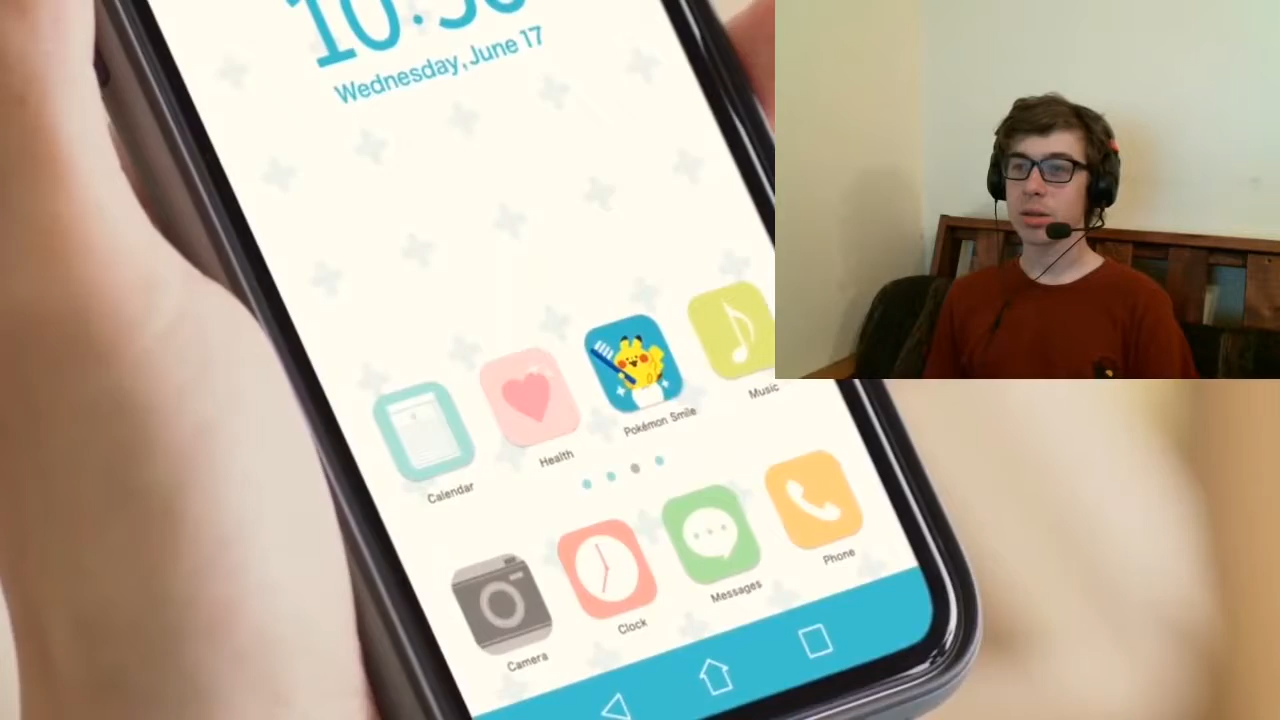 Wednesday, June 17
Music
Pokémon Smile
Health
Calendar
Phone
Messages
Clock
Camera